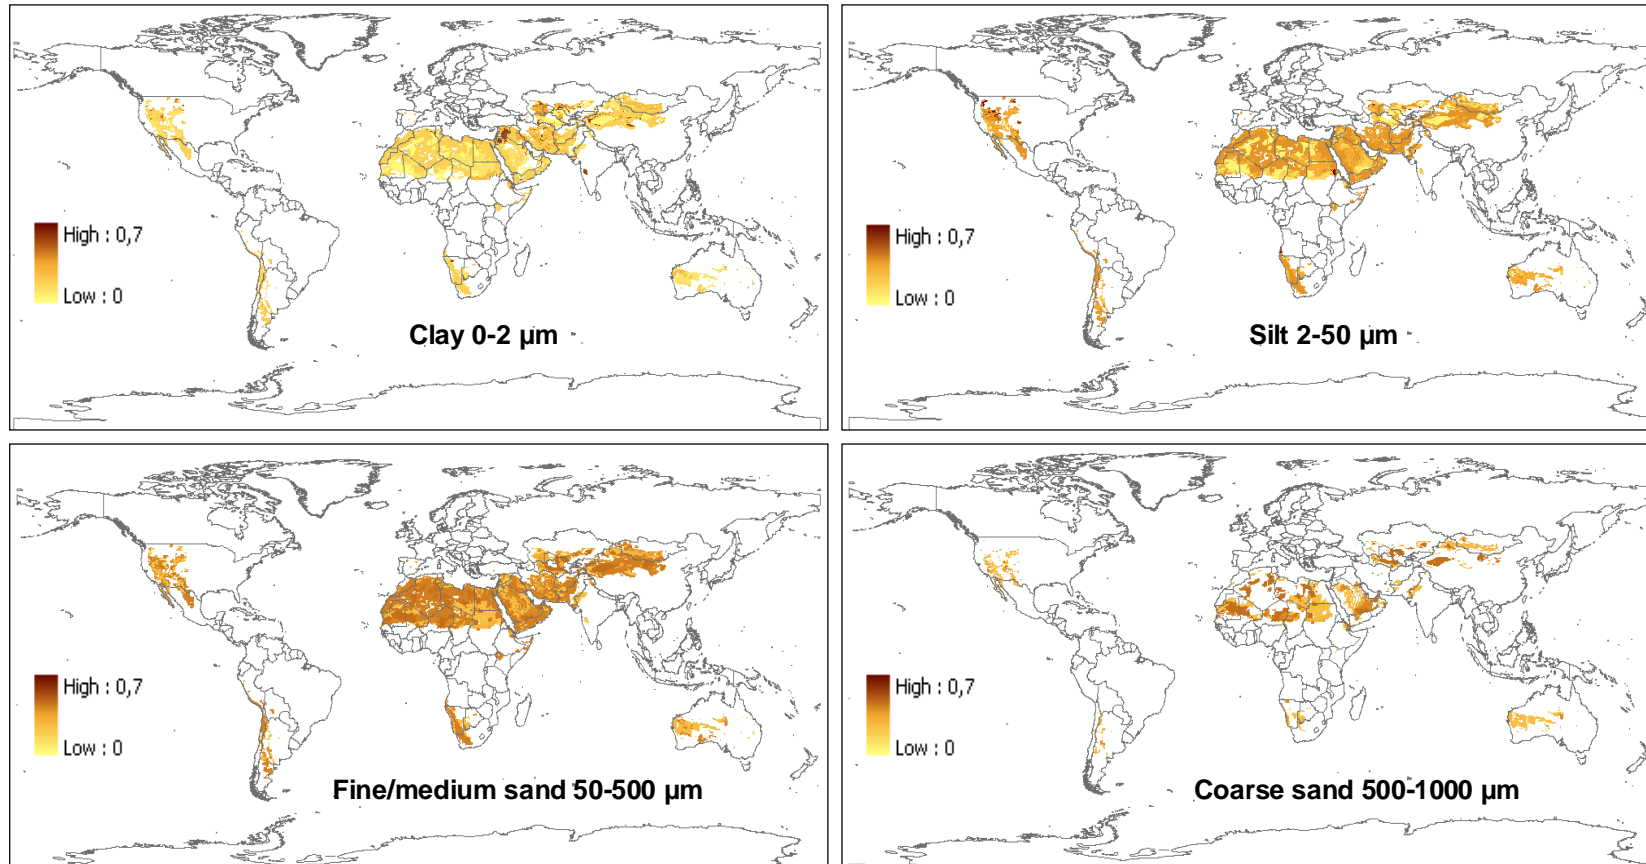 High : 0,7
Low : 0
Clay 0-2 µm
High : 0,7
Low : 0
Silt 2-50 µm
High : 0,7
Low : 0
Fine/medium sand 50-500 µm
High : 0,7
Low : 0
Coarse sand 500-1000 µm